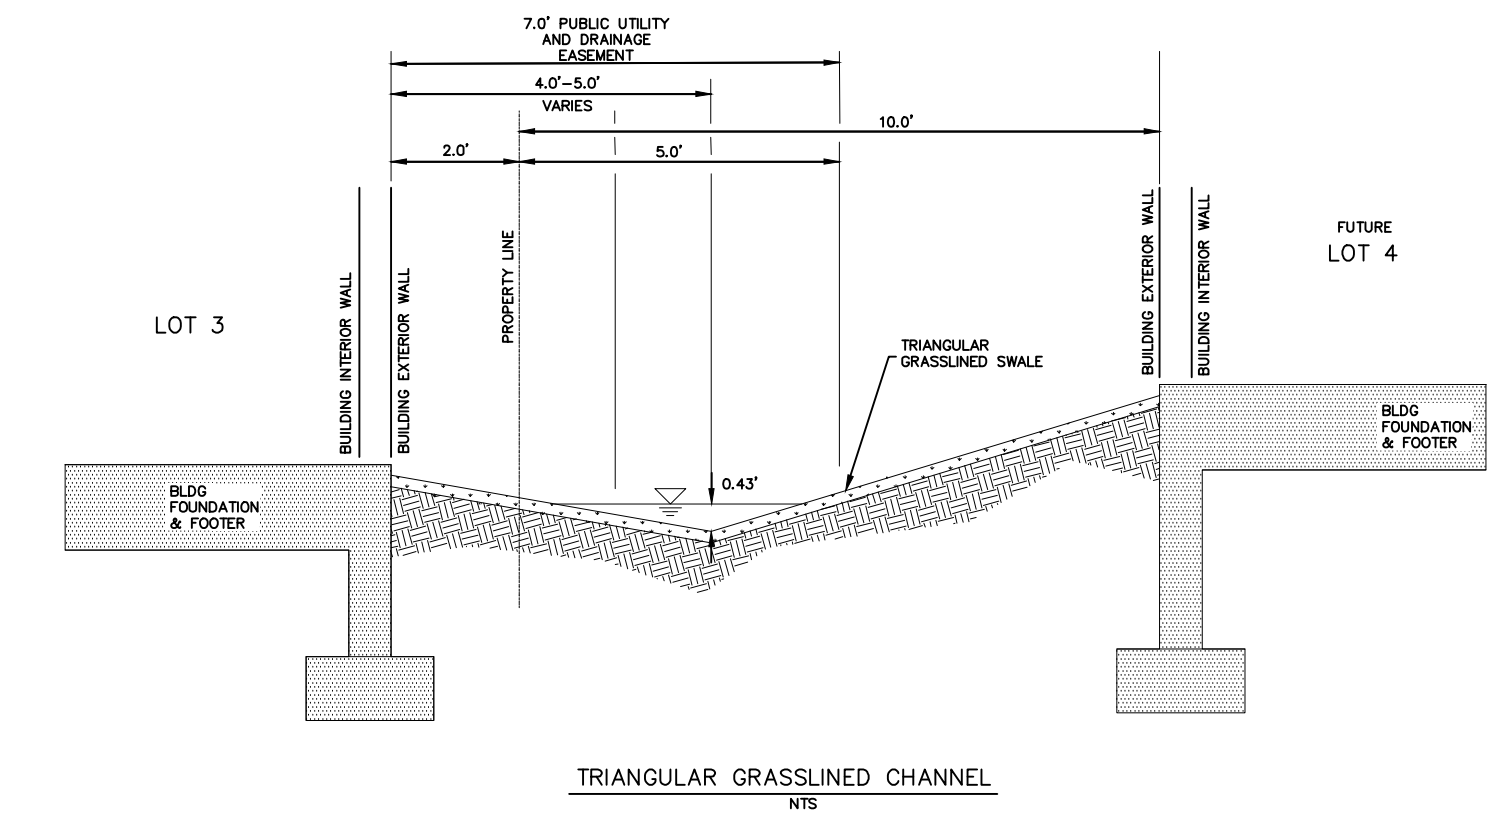 7.0' PUBLIC UTILITY
AND DRAINAGE
EASEMENT
4.0'-5.0'
VARIES
10.0'
2.0'
5.0'
BUILDING INTERIOR WALL
BUILDING EXTERIOR WALL
PROPERTY LINE
BUILDING EXTERIOR WALL
BUILDING INTERIOR WALL
FUTURE
LOT 4
LOT 3
TRIANGULAR
GRASSLINED SWALE
BLDG
FOUNDATION
& FOOTER
0.43'
BLDG
FOUNDATION
& FOOTER
TRIANGULAR GRASSLINED CHANNEL
NTS